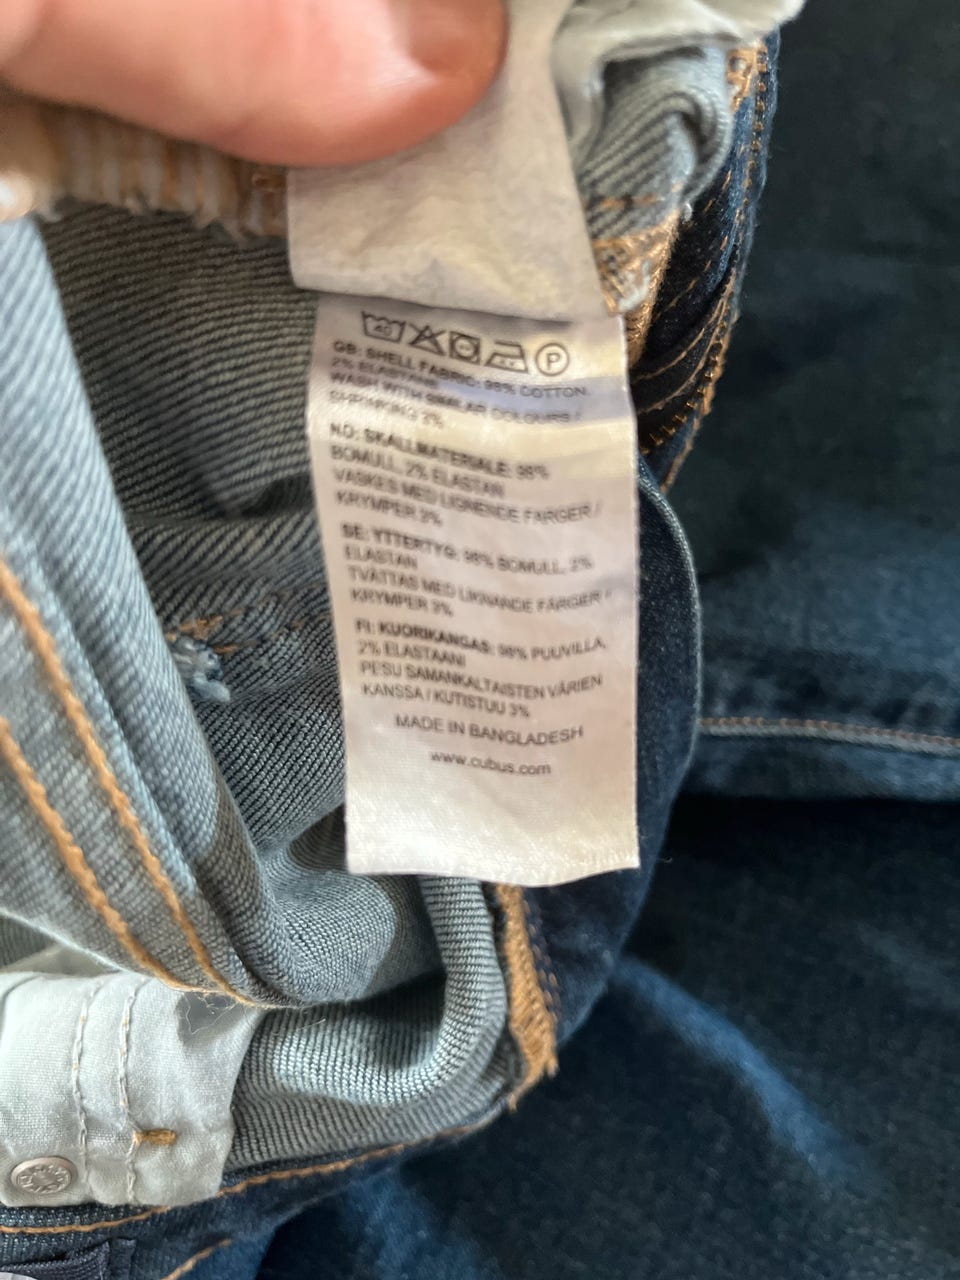 40
P
GB: SHELL FABRIC: 98% COTTON,
2% ELASTANE
WASH WITH SIMILAR COLOURS /
SHRINKING 3%
NO: SKALLMATERIALE: 98%
BOMULL, 2% ELASTAN
VASKES MED LIGNENDE FARGER /
KRYMPER 3%
SE: YTTERTYG: 98% BOMULL, 2%
ELASTAN
TVÄTTAS MED LIKNANDE FÄRGER /
KRYMPER 3%
FI: KUORIKANGAS: 98% PUUVILLA,
2% ELASTAANI
PESU SAMANKALTAISTEN VÄRIEN
KANSSA / KUTISTUU 3%
MADE IN BANGLADESH
www.cubus.com